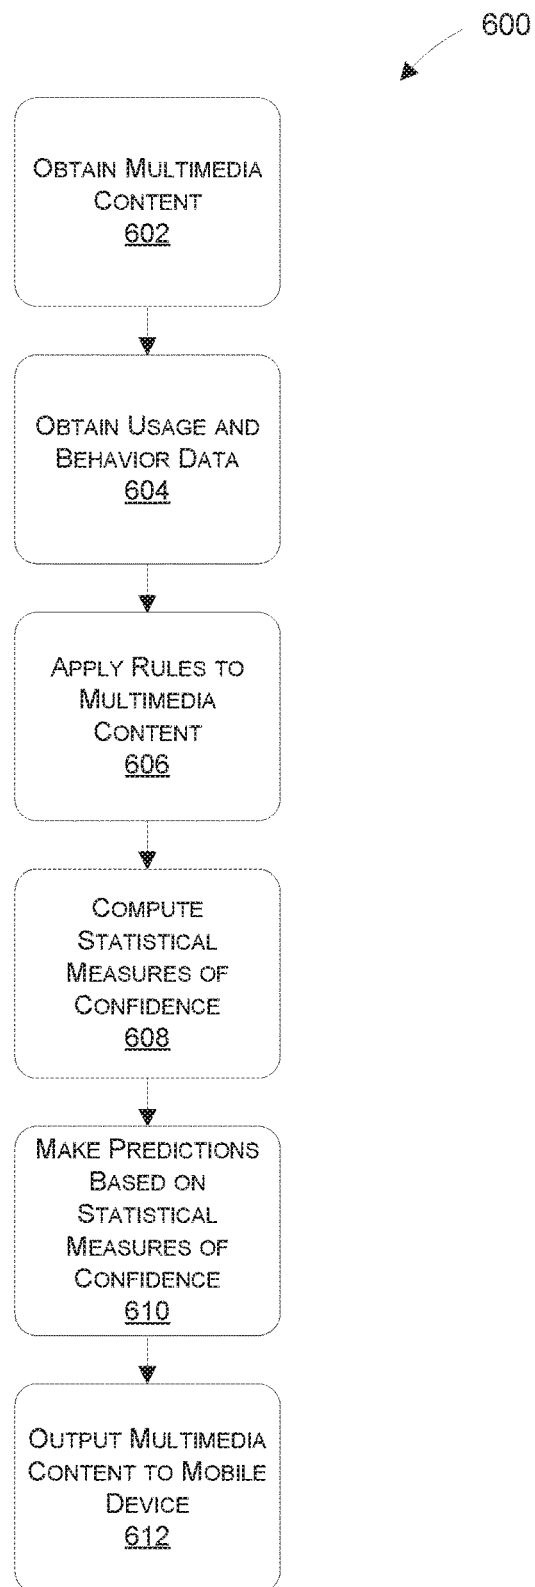 600
OBTAIN MULTIMEDIA
CONTENT
602
OBTAIN USAGE AND
BEHAVIOR DATA
604
APPLY RULES TO
MULTIMEDIA
CONTENT
606
COMPUTE
STATISTICAL
MEASURES OF
CONFIDENCE
608
MAKE PREDICTIONS
BASED ON
STATISTICAL
MEASURES OF
CONFIDENCE
610
OUTPUT MULTIMEDIA
CONTENT TO MOBILE
DEVICE
612